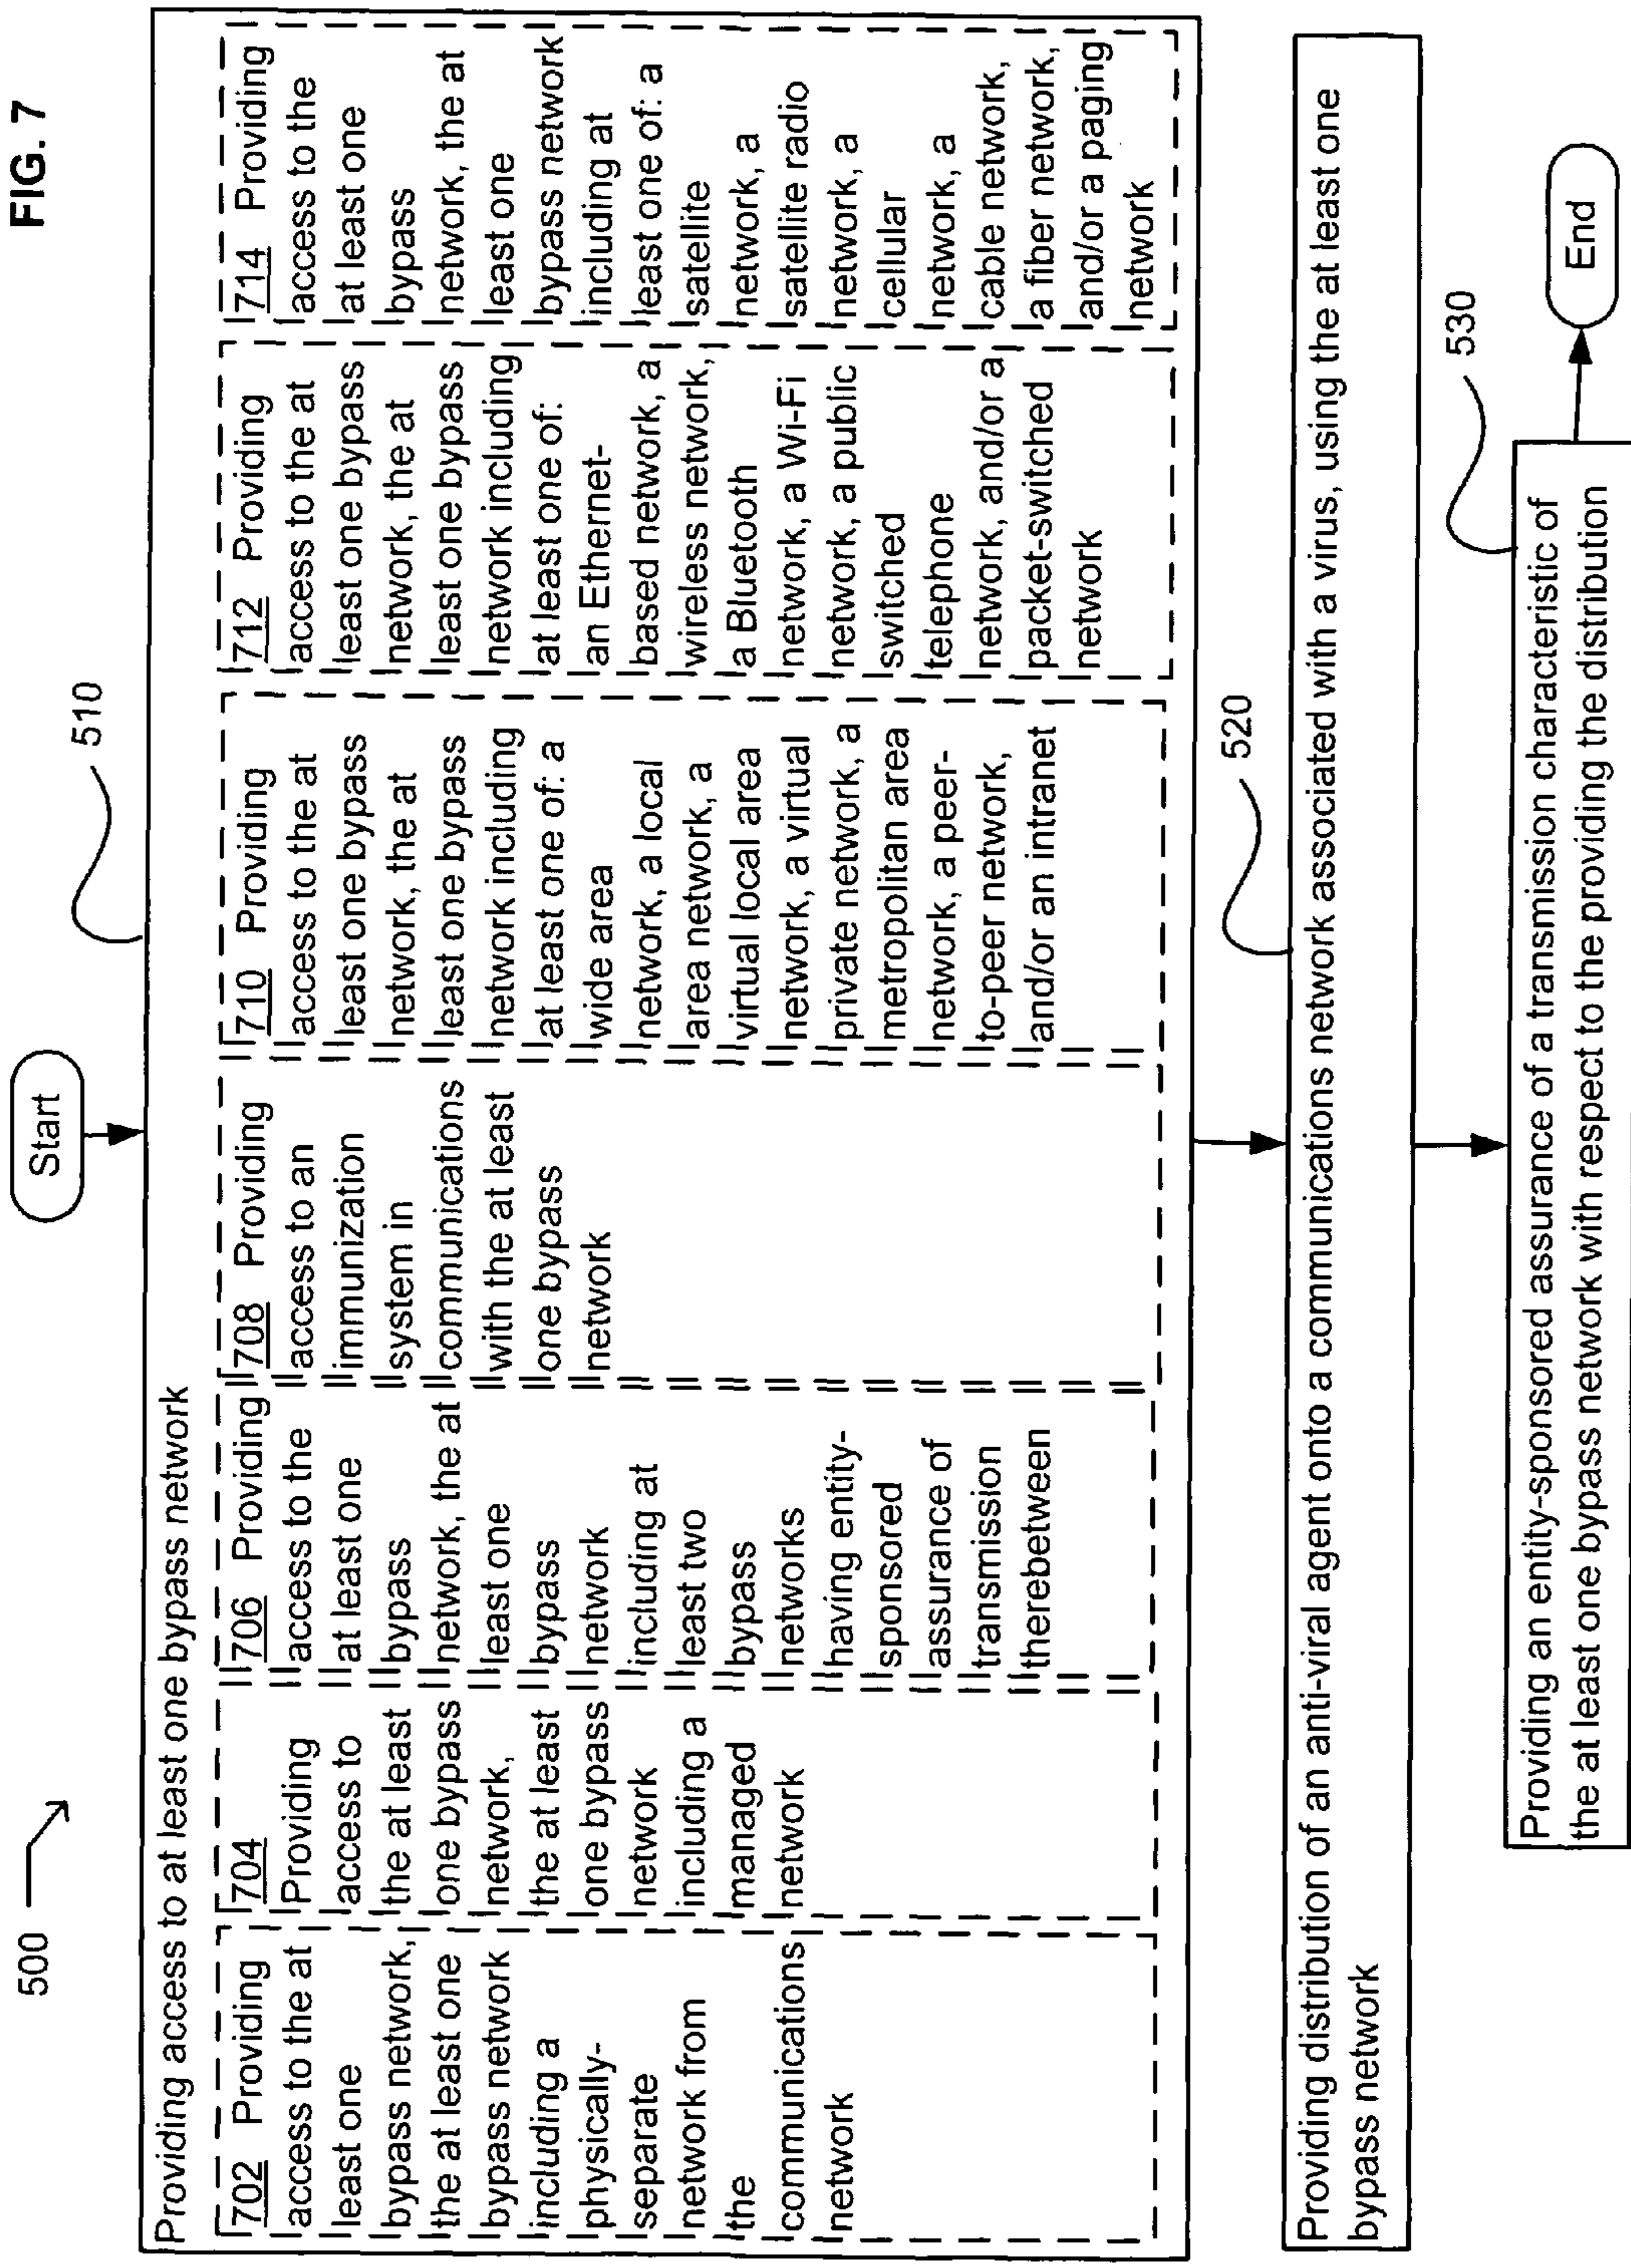 FIG. 7
500
Start
510
Providing access to at least one bypass network
702 Providing
access to the at
least one
bypass network,
the at least one
bypass network
including a
physically-
separate
network from
the
communications
network
704
Providing
access to
the at least
one bypass
network,
the at least
one bypass
network
including a
managed
network
706 Providing
access to the
at least one
bypass
network, the at
least one
bypass
network
including at
least two
bypass
networks
having entity-
sponsored
assurance of
transmission
therebetween
708 Providing
access to an
immunization
system in
communications
with the at least
one bypass
network
710 Providing
access to the at
least one bypass
network, the at
least one bypass
network including
at least one of: a
wide area
network, a local
area network, a
virtual local area
network, a virtual
private network, a
metropolitan area
network, a peer-
to-peer network,
and/or an intranet
712 Providing
access to the at
least one bypass
network, the at
least one bypass
network including
at least one of:
an Ethernet-
based network, a
wireless network,
a Bluetooth
network, a Wi-Fi
network, a public
switched
telephone
network, and/or a
packet-switched
network
714 Providing
access to the
at least one
bypass
network, the at
least one
bypass network
including at
least one of: a
satellite
network, a
satellite radio
network, a
cellular
network, a
cable network,
a fiber network,
and/or a paging
network
520
Providing distribution of an anti-viral agent onto a communications network associated with a virus, using the at least one
bypass network
530
Providing an entity-sponsored assurance of a transmission characteristic of
the at least one bypass network with respect to the providing the distribution
End